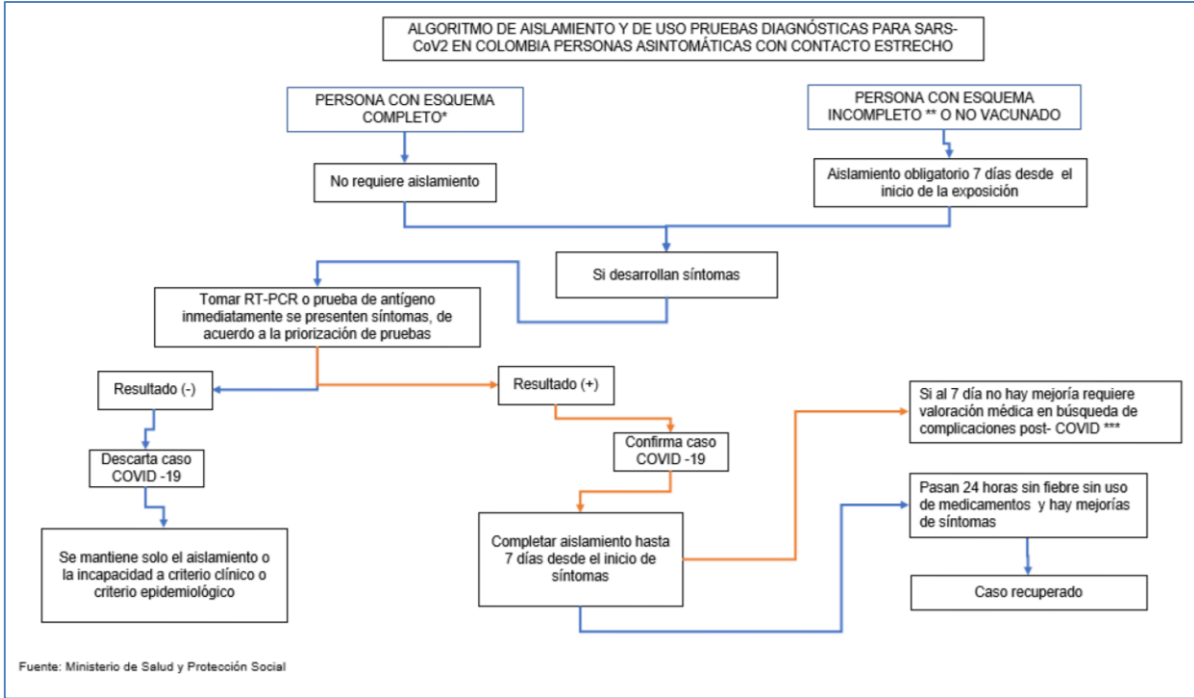 ALGORITMO DE AISLAMIENTO Y DE USO PRUEBAS DIAGNÓSTICAS PARA SARS-
CoV2 EN COLOMBIA PERSONAS ASINTOMÁTICAS CON CONTACTO ESTRECHO
PERSONA CON ESQUEMA
COMPLETO*
PERSONA CON ESQUEMA
INCOMPLETO ** O NO VACUNADO
No requiere aislamiento
Aislamiento obligatorio 7 días desde el
inicio de la exposición
Si desarrollan síntomas
Tomar RT-PCR o prueba de antígeno
inmediatamente se presenten síntomas, de
acuerdo a la priorización de pruebas
Resultado (-)
Resultado (+)
Descarta caso
COVID -19
Confirma caso
COVID -19
Si al 7 día no hay mejoría requiere
valoración médica en búsqueda de
complicaciones post- COVID ***
Pasan 24 horas sin fiebre sin uso
de medicamentos y hay mejorías
de síntomas
Se mantiene solo el aislamiento o
la incapacidad a criterio clínico o
criterio epidemiológico
Completar aislamiento hasta
7 días desde el inicio de
síntomas
Caso recuperado
Fuente: Ministerio de Salud y Protección Social